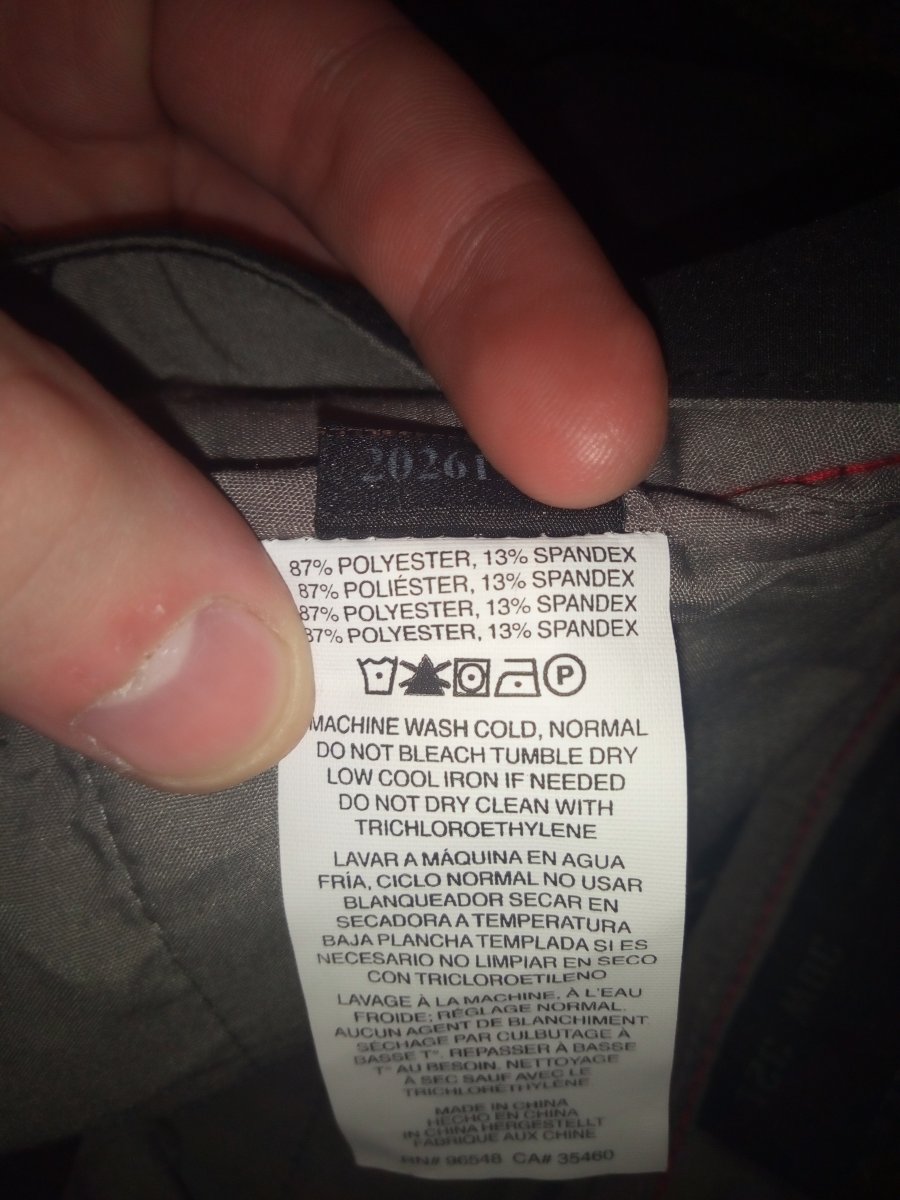 20261
87% POLYESTER, 13% SPANDEX
87% POLIÉSTER, 13% SPANDEX
87% POLYESTER, 13% SPANDEX
87% POLYESTER, 13% SPANDEX
P
MACHINE WASH COLD, NORMAL
DO NOT BLEACH TUMBLE DRY
LOW COOL IRON IF NEEDED
DO NOT DRY CLEAN WITH
TRICHLOROETHYLENE
LAVAR A MÁQUINA EN AGUA
FRÍA, CICLO NORMAL NO USAR
BLANQUEADOR SECAR EN
SECADORA A TEMPERATURA
BAJA PLANCHA TEMPLADA SI ES
NECESARIO NO LIMPIAR EN SECO
CON TRICLOROETILENO
LAVAGE À LA MACHINE, À L'EAU
FROIDE; RÉGLAGE NORMAL.
AUCUN AGENT DE BLANCHIMENT
SÉCHAGE PAR CULBUTAGE À
BASSE T°. REPASSER À BASSE
T° AU BESOIN. NETTOYAGE
À SEC SAUF AVEC LE
TRICHLORÉTHYLÈNE
MADE IN CHINA
HECHO EN CHINA
IN CHINA HERGESTELLT
FABRIQUE AUX CHINE
RN# 96548 CA# 35460